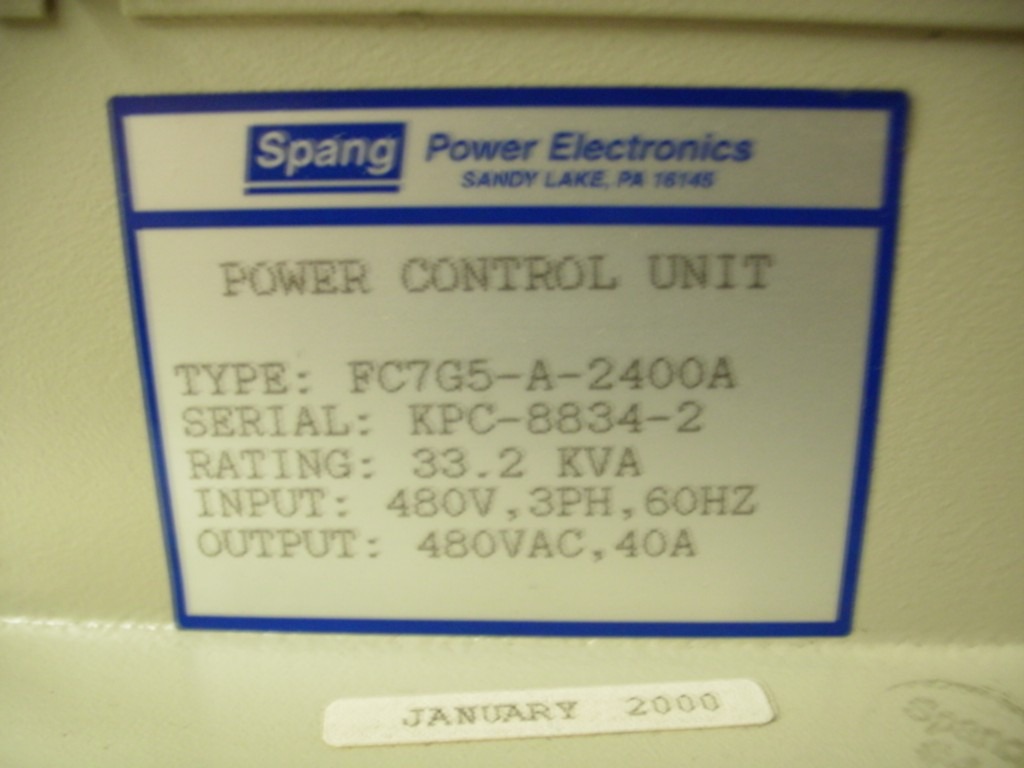 Spang Power Electronics
SANDY LAKE, PA 16145
POWER CONTROL UNIT
TYPE: FC7G5-A-2400A
SERIAL: KPC-8834-2
RATING: 33.2 KVA
INPUT: 480V,3PH,60HZ
OUTPUT: 480VAC,40A
JANUARY 2000
Spang